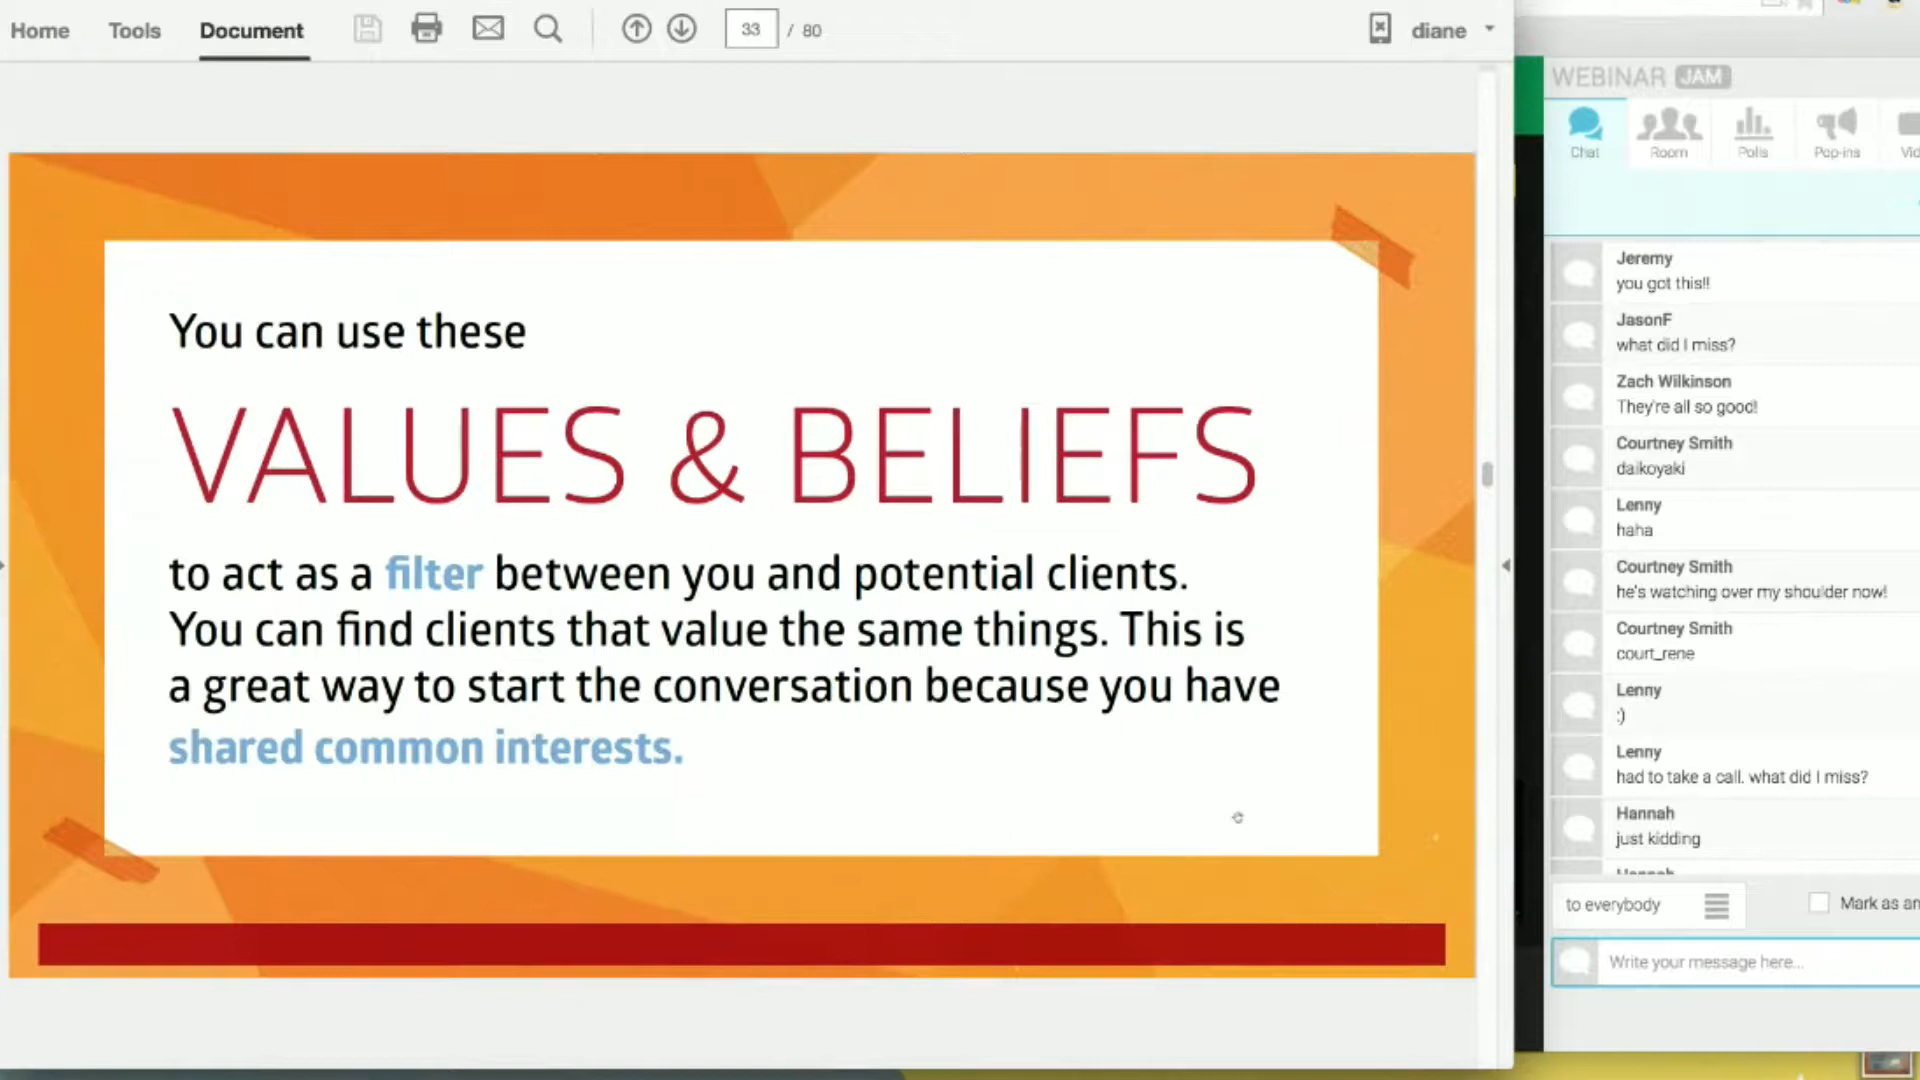 Home Tools Document 33 / 80 diane
WEBINAR JAM
Chat Room Polls Pop-ins
You can use these
VALUES & BELIEFS
to act as a filter between you and potential clients.
You can find clients that value the same things. This is
a great way to start the conversation because you have
shared common interests.
Jeremy
you got this!!
JasonF
what did I miss?
Zach Wilkinson
They're all so good!
Courtney Smith
daikoyaki
Lenny
haha
Courtney Smith
he's watching over my shoulder now!
Courtney Smith
court_rene
Lenny
:)
Lenny
had to take a call. what did I miss?
Hannah
just kidding
to everybody Mark as
Write your message here...